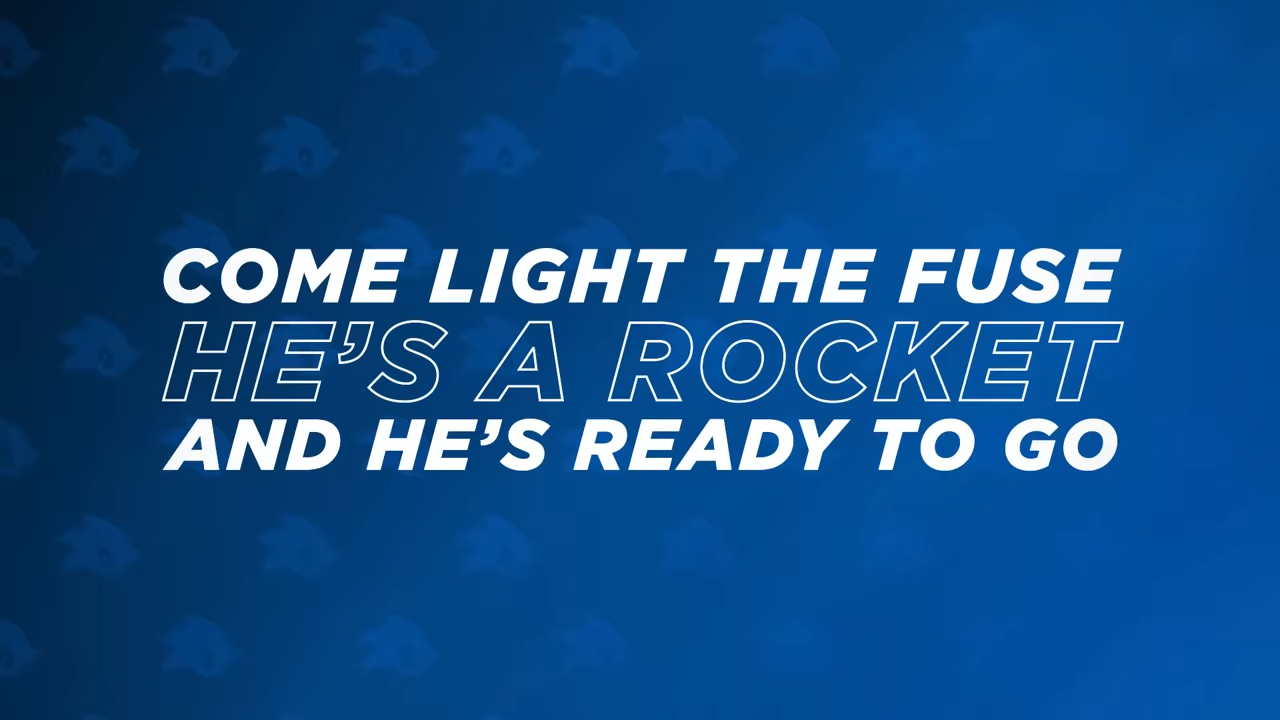 COME LIGHT THE FUSE
HE’S A ROCKET
AND HE’S READY TO GO